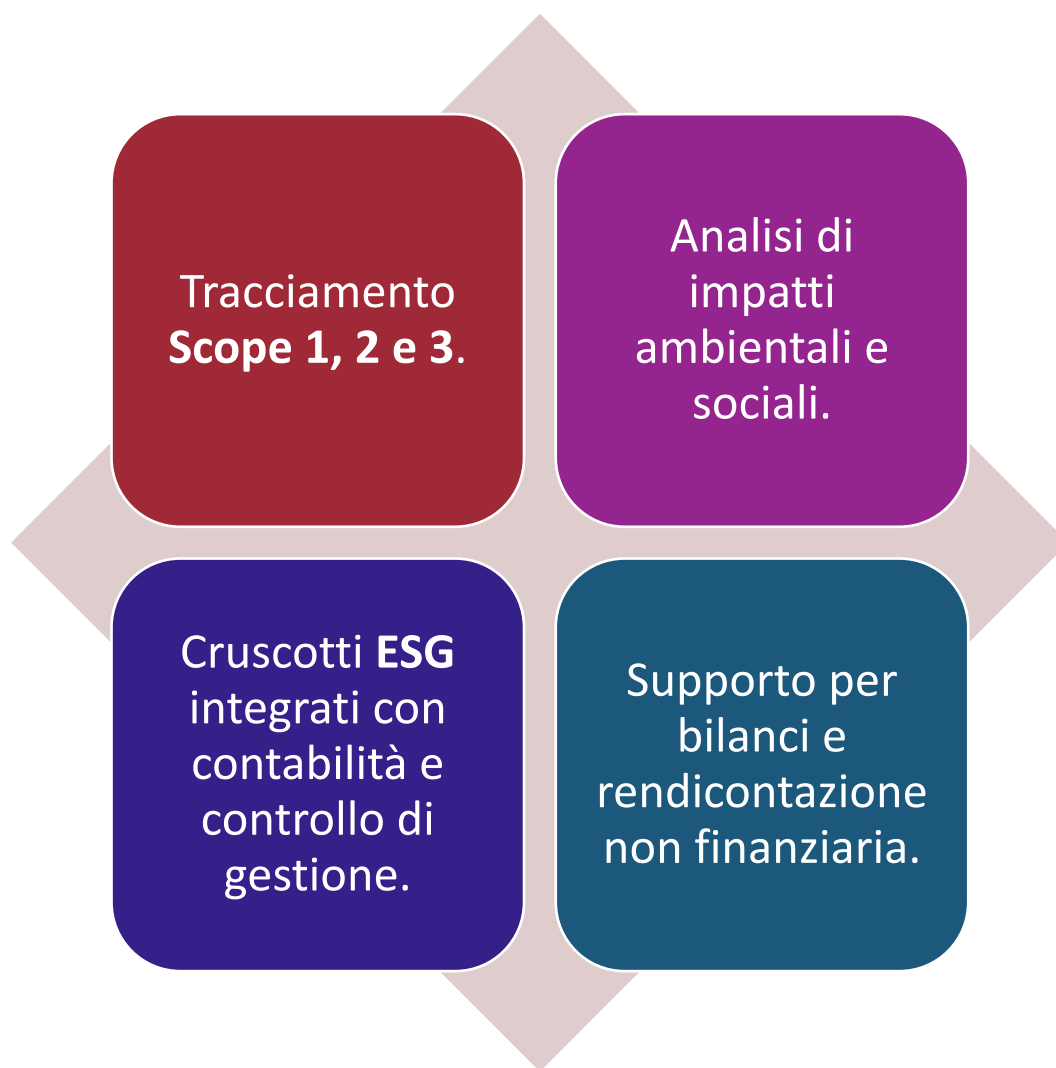 Tracciamento
Scope 1, 2 e 3.
Analisi di
impatti
ambientali e
sociali.
Cruscotti ESG
integrati con
contabilità e
controllo di
gestione.
Supporto per
bilanci e
rendicontazione
non finanziaria.